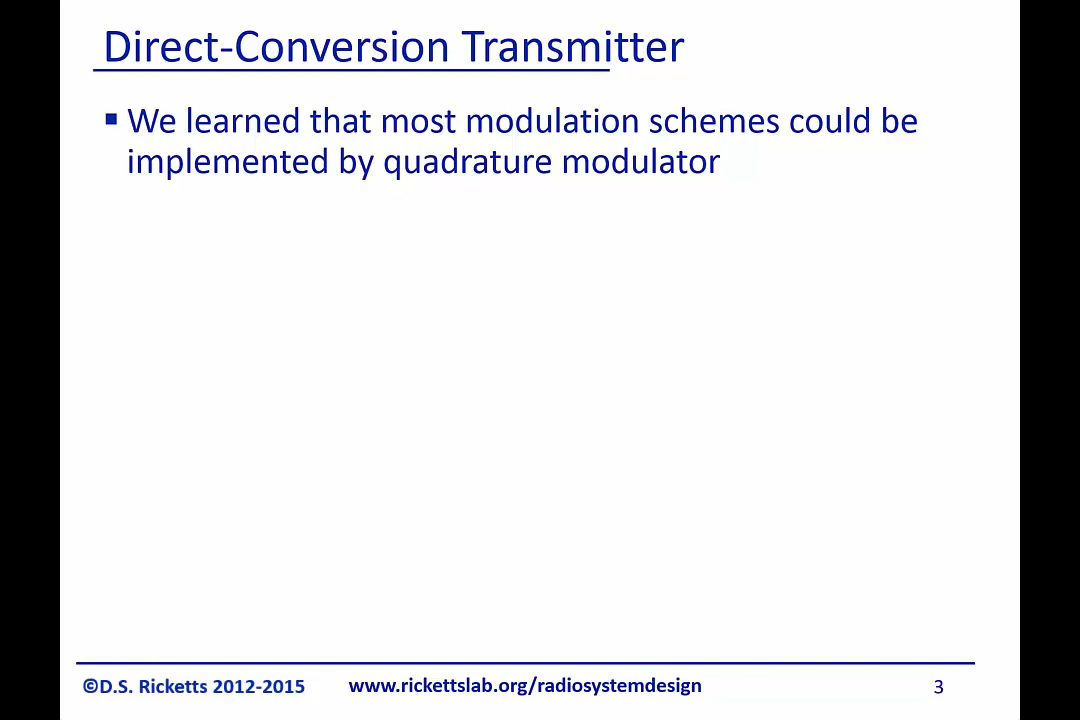 Direct-Conversion Transmitter
▪ We learned that most modulation schemes could be
implemented by quadrature modulator
©D.S. Ricketts 2012-2015 www.rickettslab.org/radiosystemdesign 3